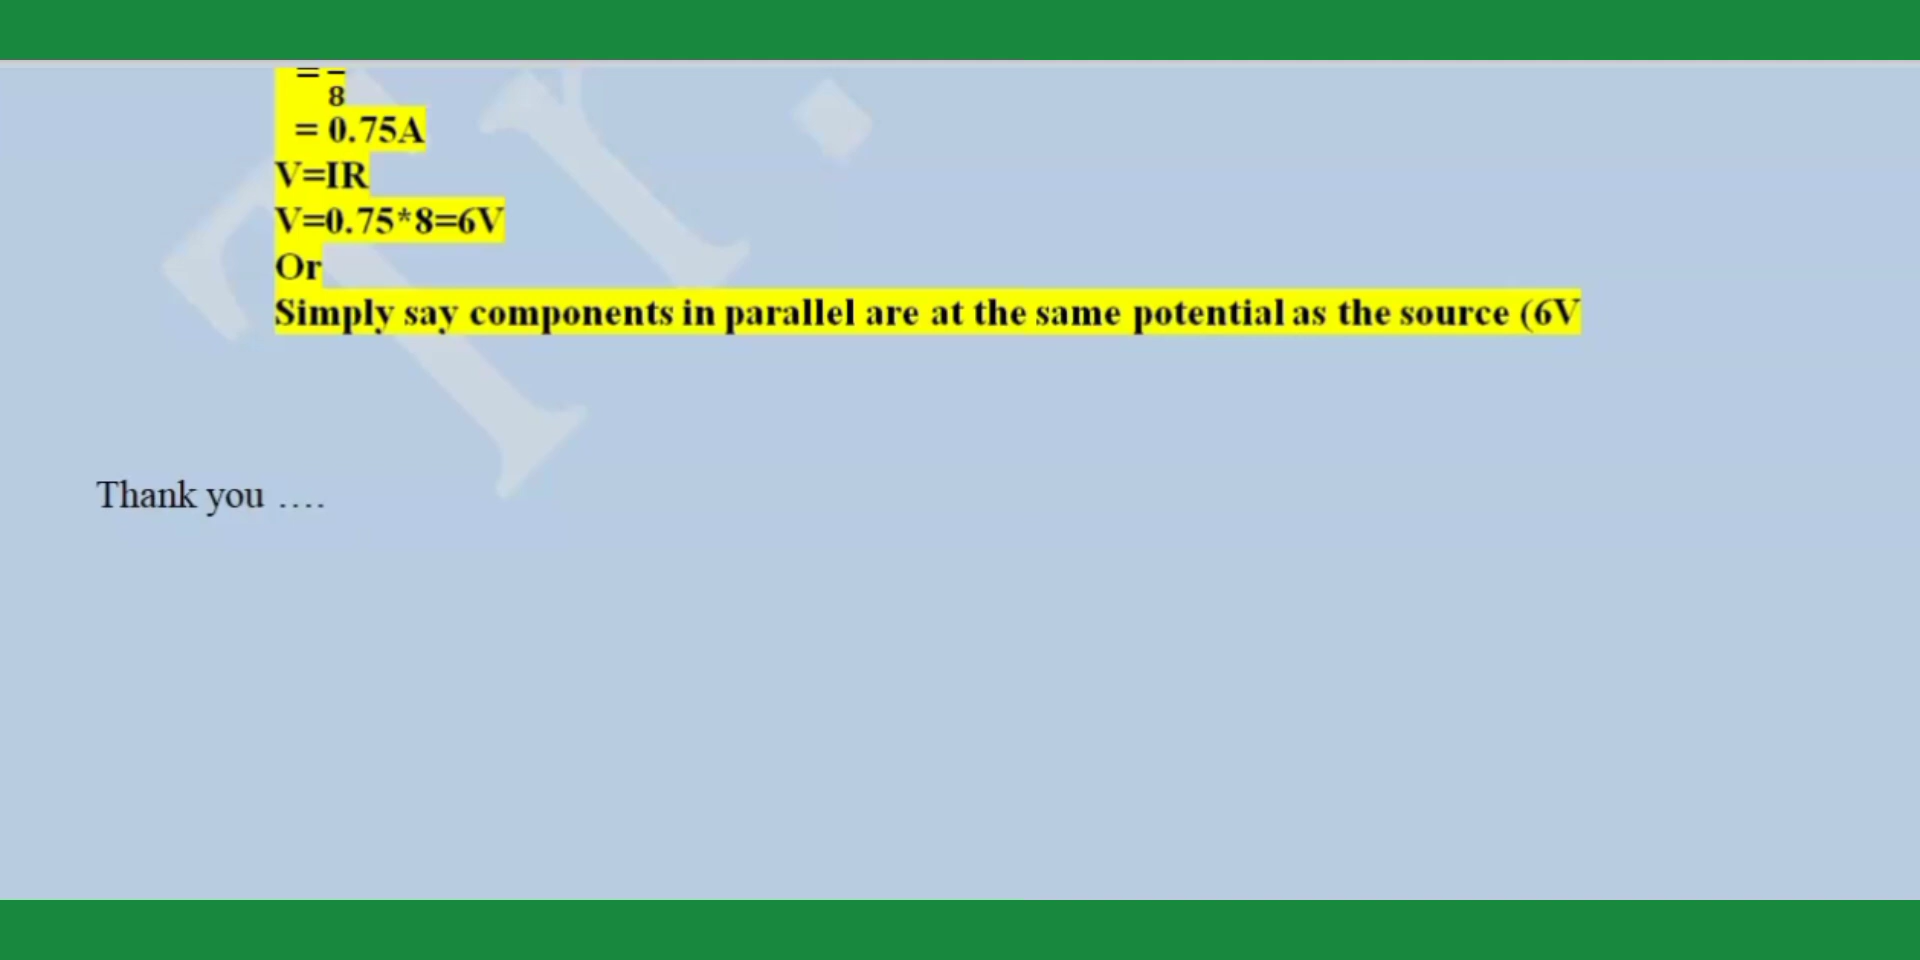 =
8
= 0.75A
V=IR
V=0.75*8=6V
Or
Simply say components in parallel are at the same potential as the source (6V
Thank you ....